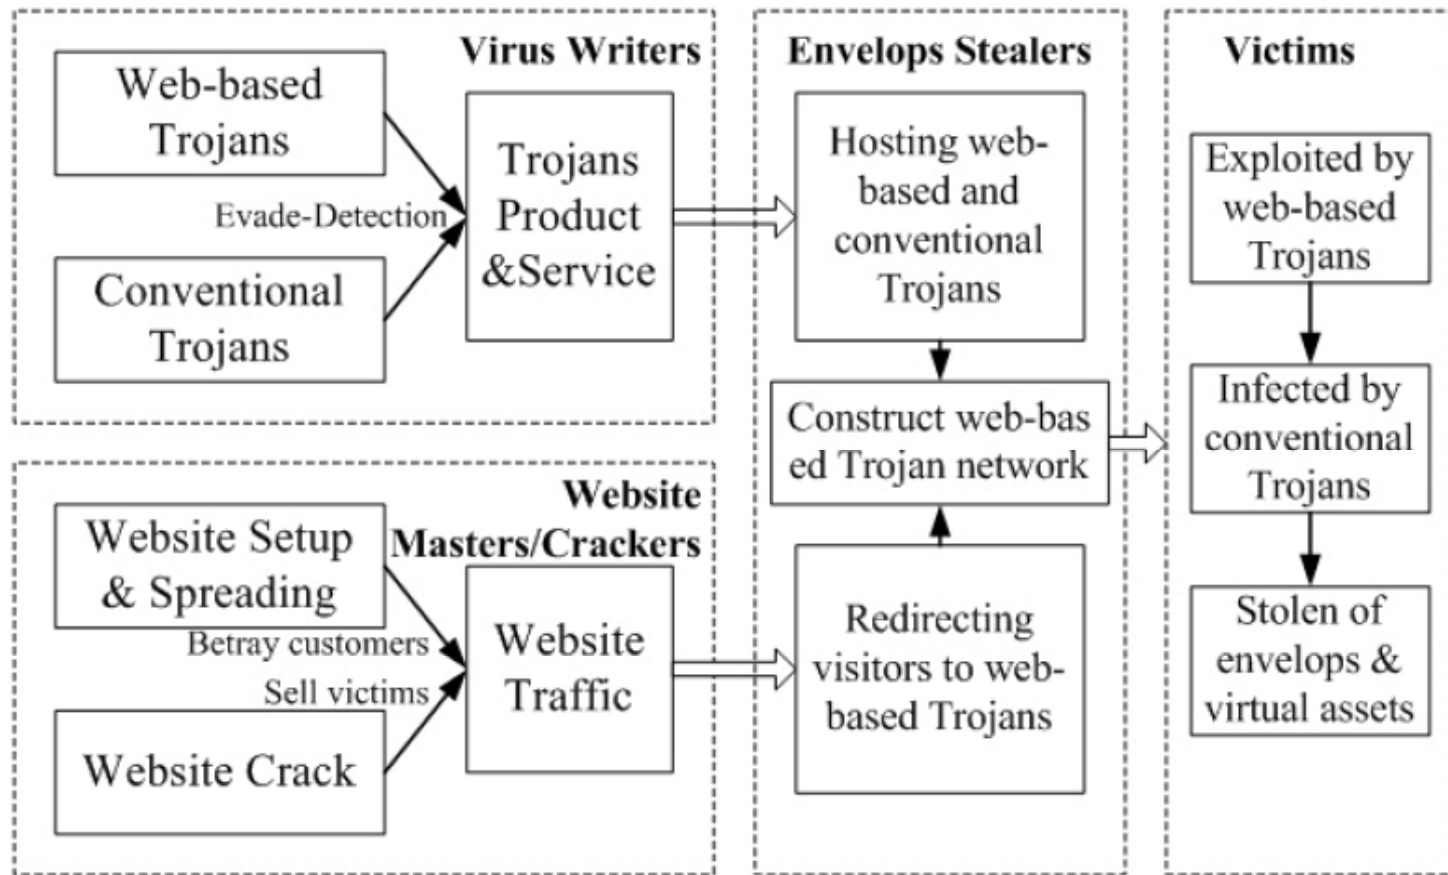 Virus Writers
Web-based
Trojans
Evade-Detection
Conventional
Trojans
Trojans
Product
&Service
Website
Masters/Crackers
Website Setup
& Spreading
Betray customers
Sell victims
Website Crack
Website
Traffic
Envelops Stealers
Hosting web-
based and
conventional
Trojans
Construct web-bas
ed Trojan network
Redirecting
visitors to web-
based Trojans
Victims
Exploited by
web-based
Trojans
Infected by
conventional
Trojans
Stolen of
envelops &
virtual assets